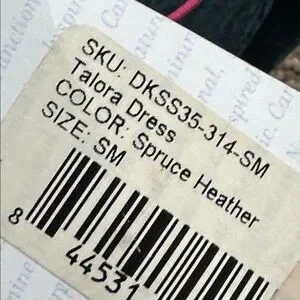 SKU: DKSS35-314-SM
Talora Dress
COLOR: Spruce Heather
SIZE: SM
8 44531